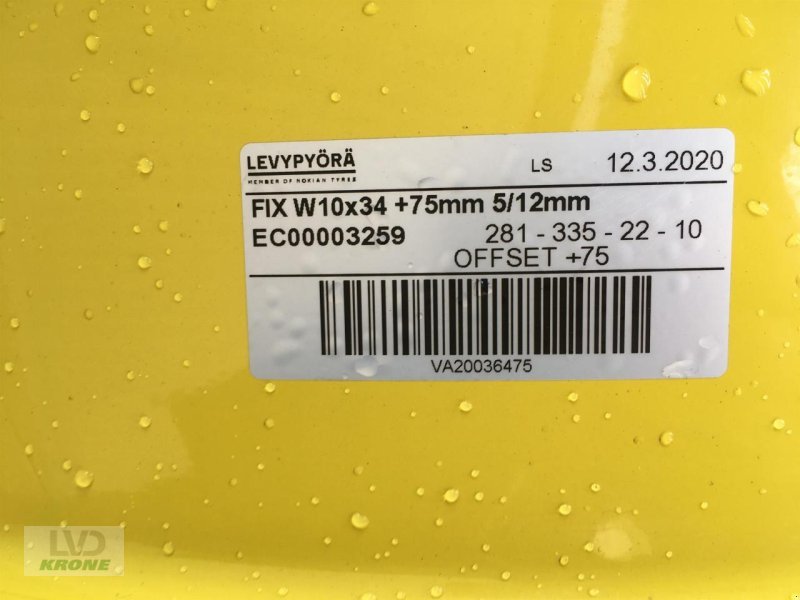 LEVYPYÖRÄ
MEMBER OF NOKIAN TYRES
LS 12.3.2020
FIX W10x34 +75mm 5/12mm
EC00003259 281 - 335 - 22 - 10
OFFSET +75
VA20036475
LVD
KRONE